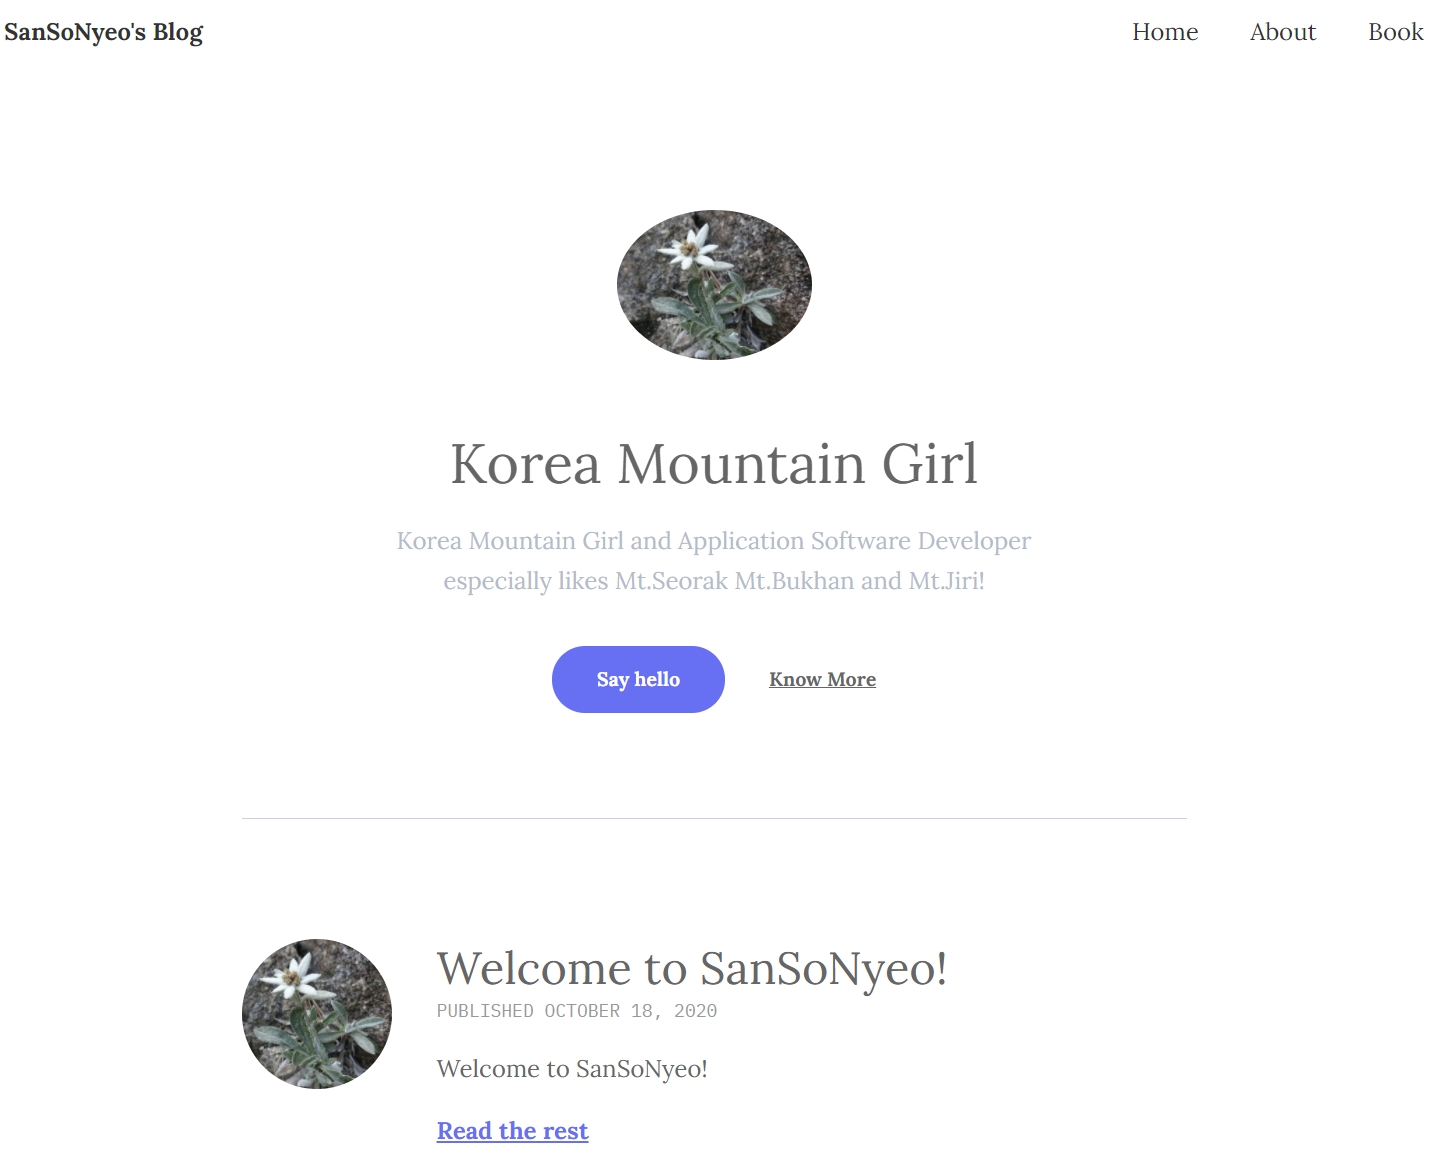 SanSoNyeo's Blog
Home About Book
Korea Mountain Girl
Korea Mountain Girl and Application Software Developer
especially likes Mt.Seorak Mt.Bukhan and Mt.Jiri!
Say hello Know More
Welcome to SanSoNyeo!
PUBLISHED OCTOBER 18, 2020
Welcome to SanSoNyeo!
Read the rest